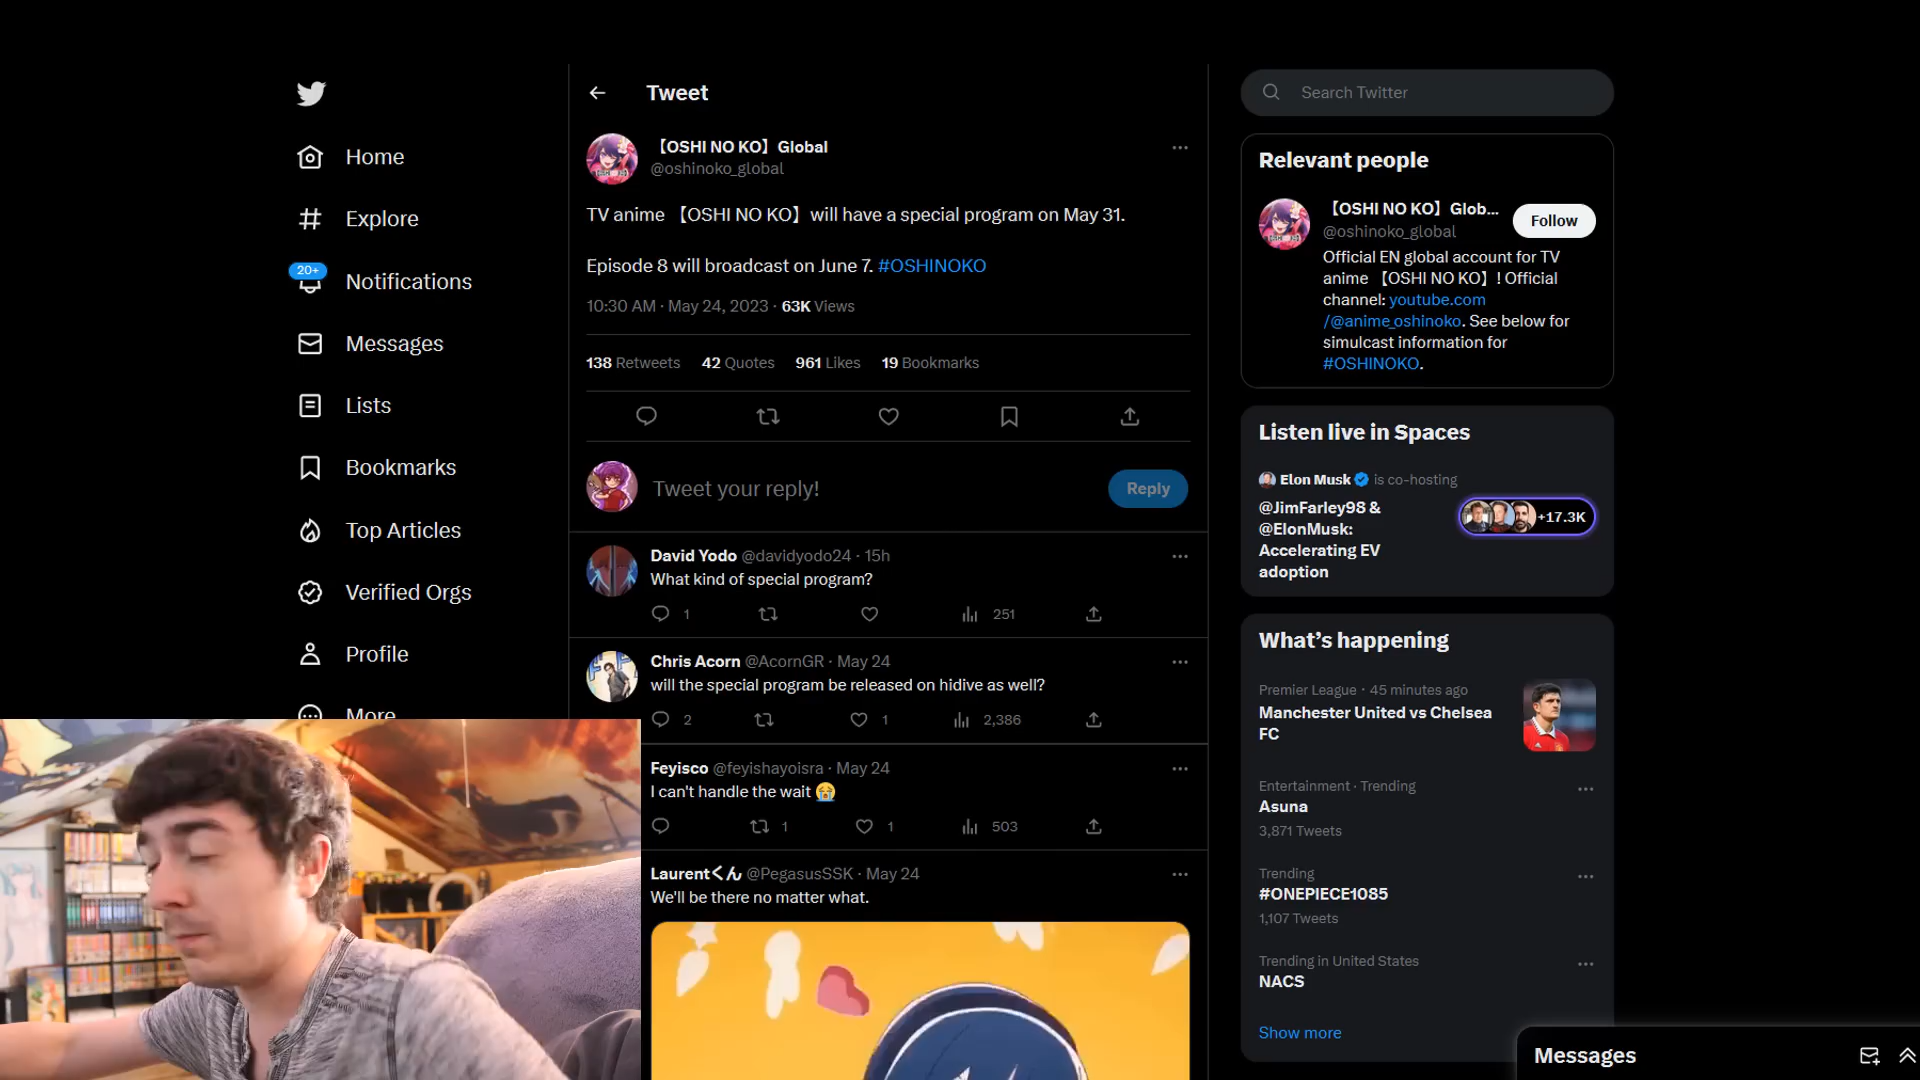 Home
Explore
20+
Notifications
Messages
Lists
Bookmarks
Top Articles
Verified Orgs
Profile
More
Tweet
【OSHI NO KO】Global
@oshinoko_global
TV anime 【OSHI NO KO】will have a special program on May 31.
Episode 8 will broadcast on June 7. #OSHINOKO
10:30 AM · May 24, 2023 · 63K Views
138 Retweets 42 Quotes 961 Likes 19 Bookmarks
Tweet your reply!
Reply
David Yodo @davidyodo24 · 15h
What kind of special program?
1 251
Chris Acorn @AcornGR · May 24
will the special program be released on hidive as well?
2 1 2,386
Feyisco @feyishayoisra · May 24
I can't handle the wait 😭
1 1 503
Laurentくん @PegasusSSK · May 24
We'll be there no matter what.
Search Twitter
Relevant people
【OSHI NO KO】Glob...
@oshinoko_global
Follow
Official EN global account for TV
anime 【OSHI NO KO】! Official
channel: youtube.com
/@anime_oshinoko. See below for
simulcast information for
#OSHINOKO.
Listen live in Spaces
Elon Musk is co-hosting
@JimFarley98 &
@ElonMusk:
Accelerating EV
adoption
+17.3K
What's happening
Premier League · 45 minutes ago
Manchester United vs Chelsea
FC
Entertainment · Trending
Asuna
3,871 Tweets
Trending
#ONEPIECE1085
1,107 Tweets
Trending in United States
NACS
Show more
Messages